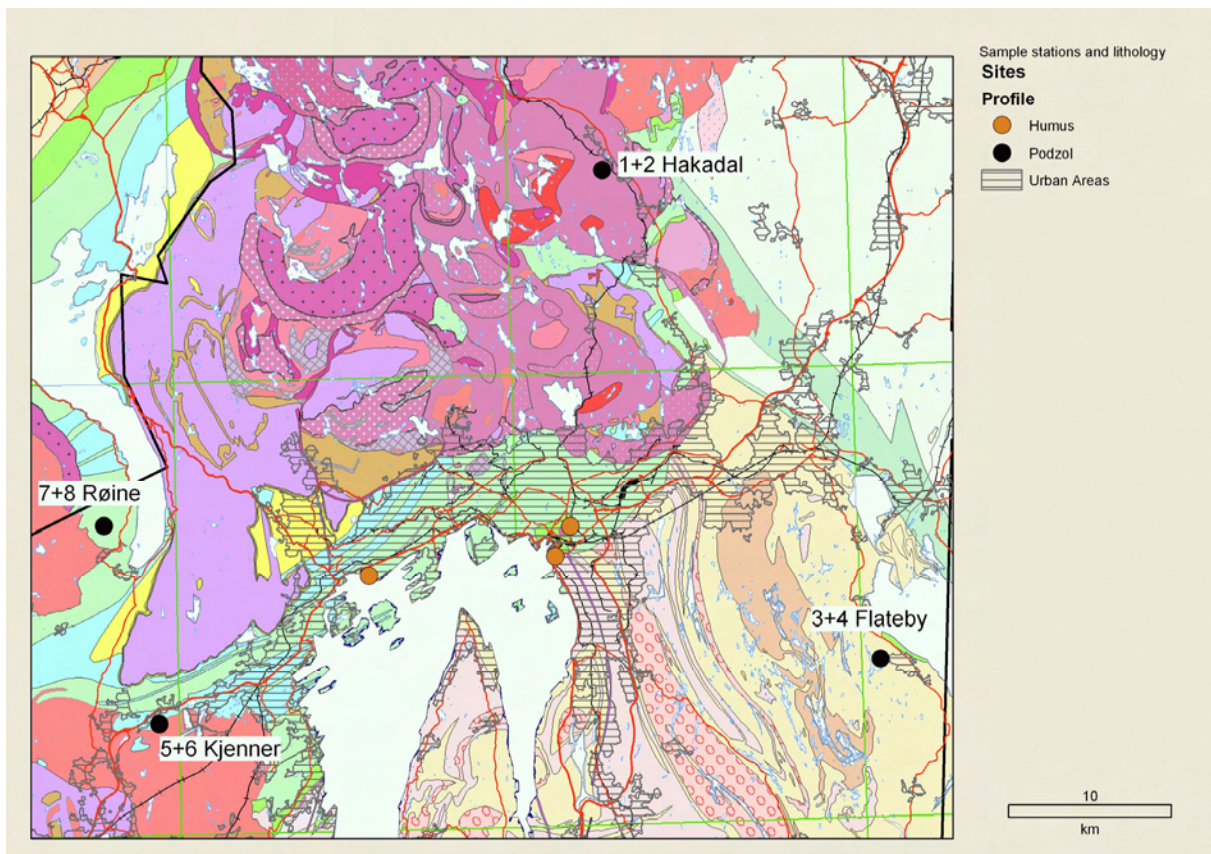 Sample stations and lithology
Sites
Profile
Humus
Podzol
Urban Areas
1+2 Hakadal
7+8 Røine
3+4 Flateby
5+6 Kjenner
10
km